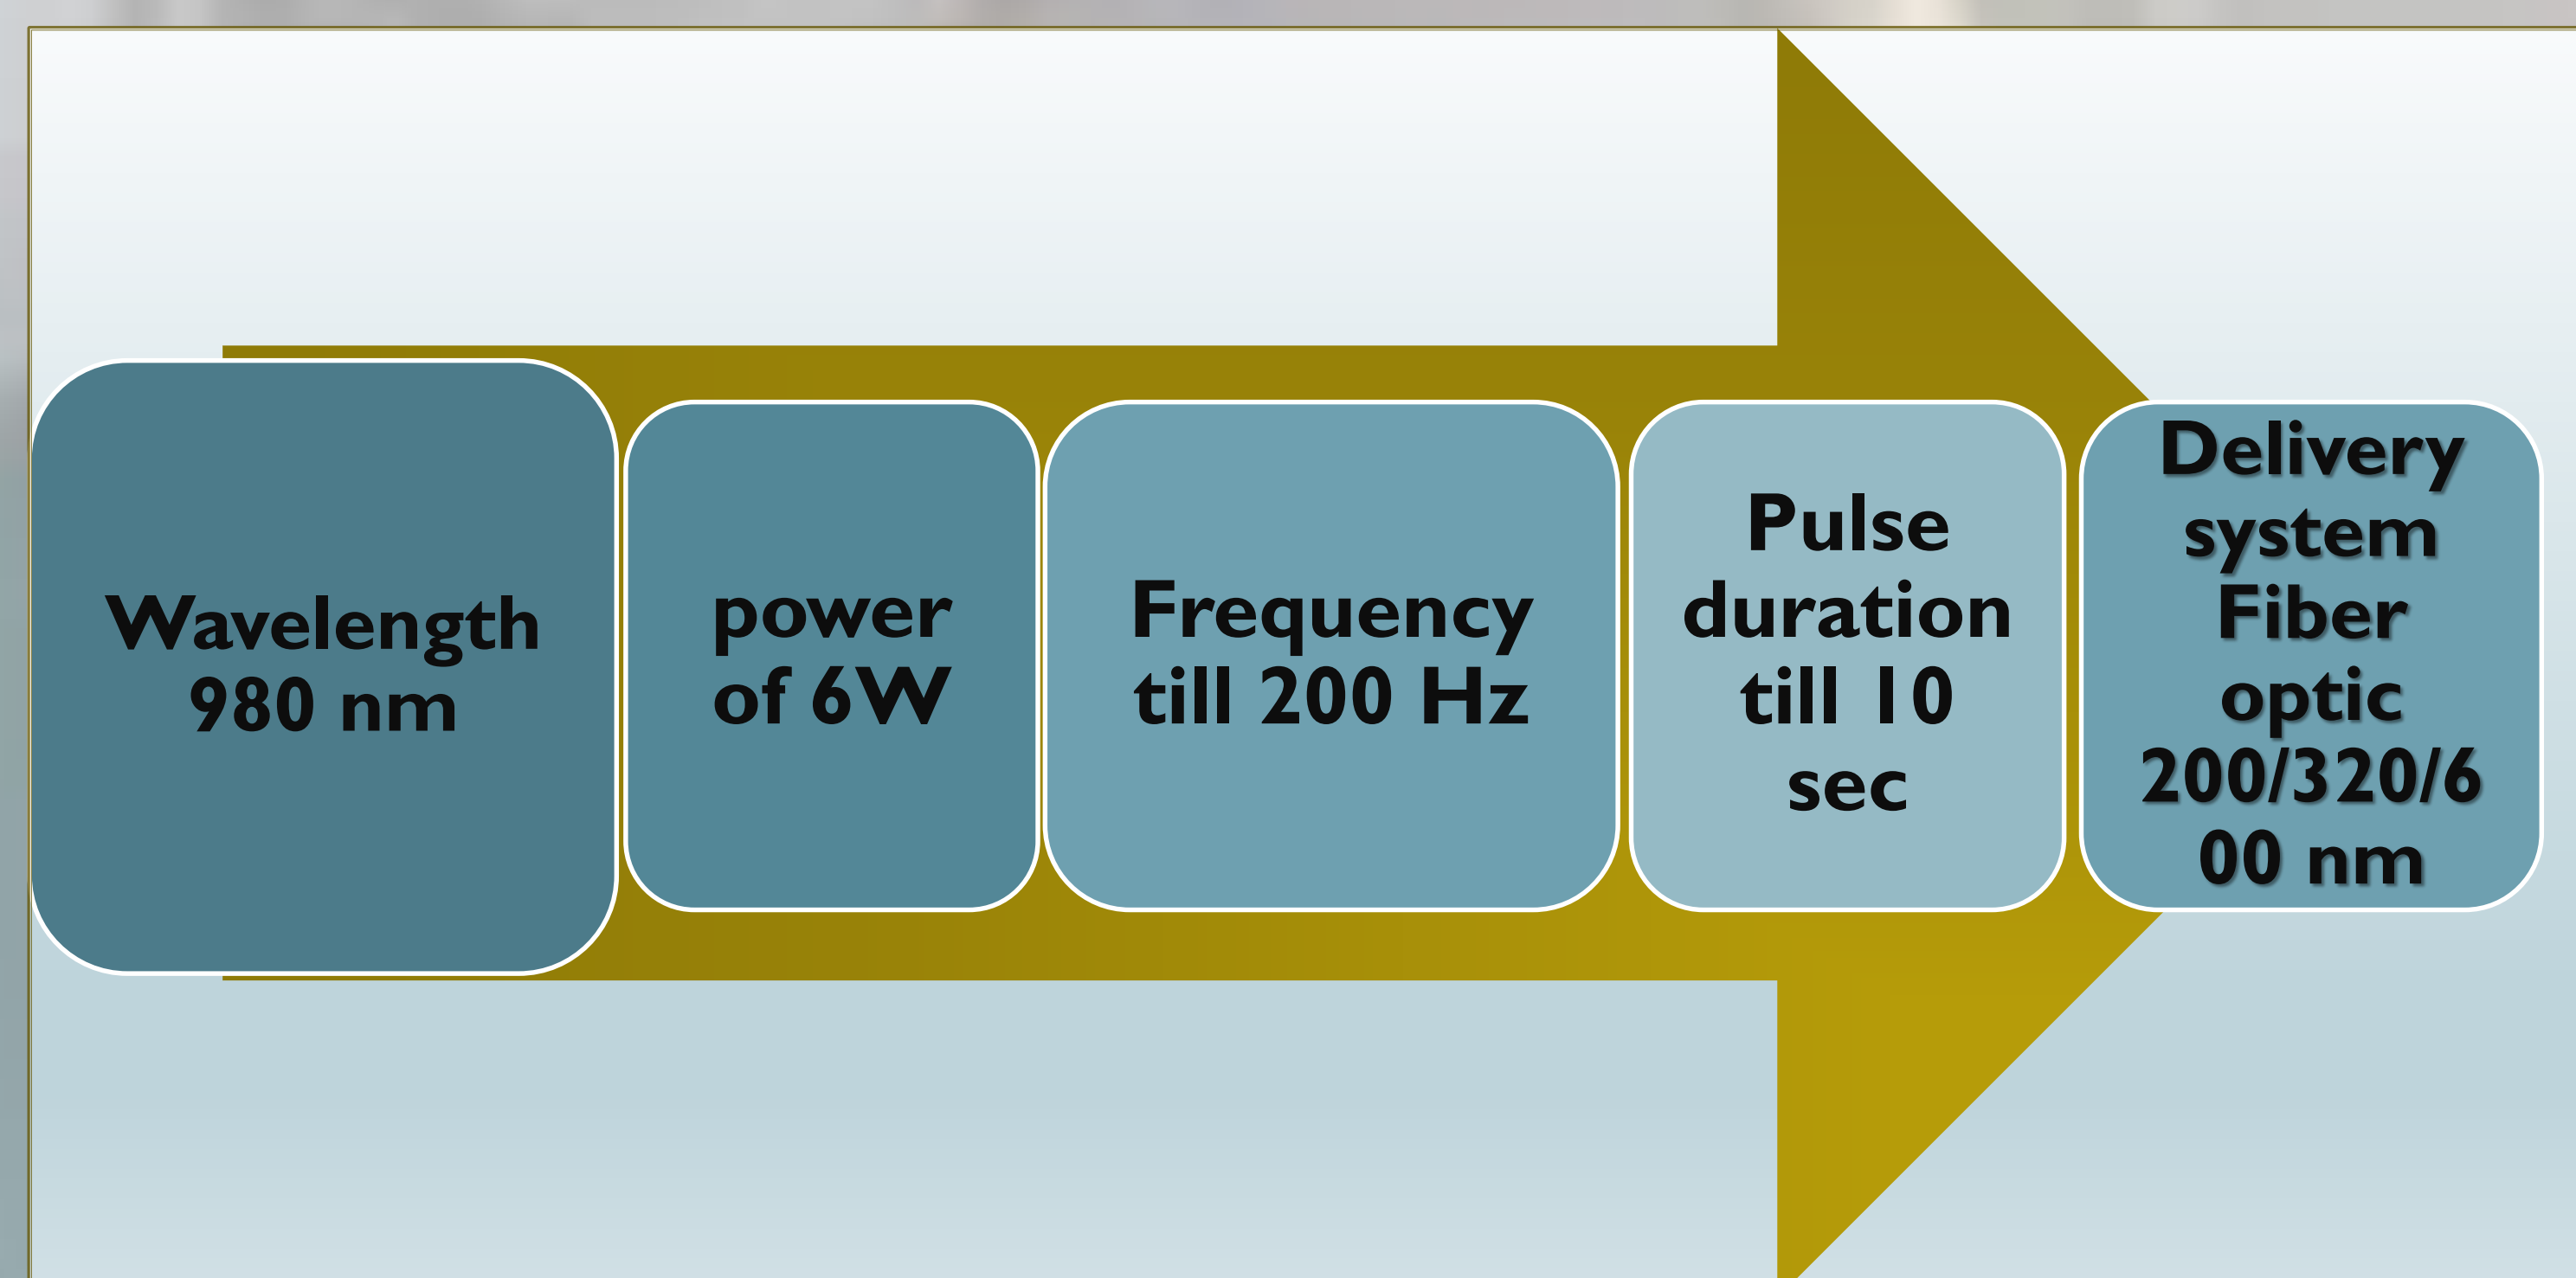 Wavelength
980 nm
power
of 6W
Frequency
till 200 Hz
Pulse
duration
till 10
sec
Delivery
system
Fiber
optic
200/320/6
00 nm